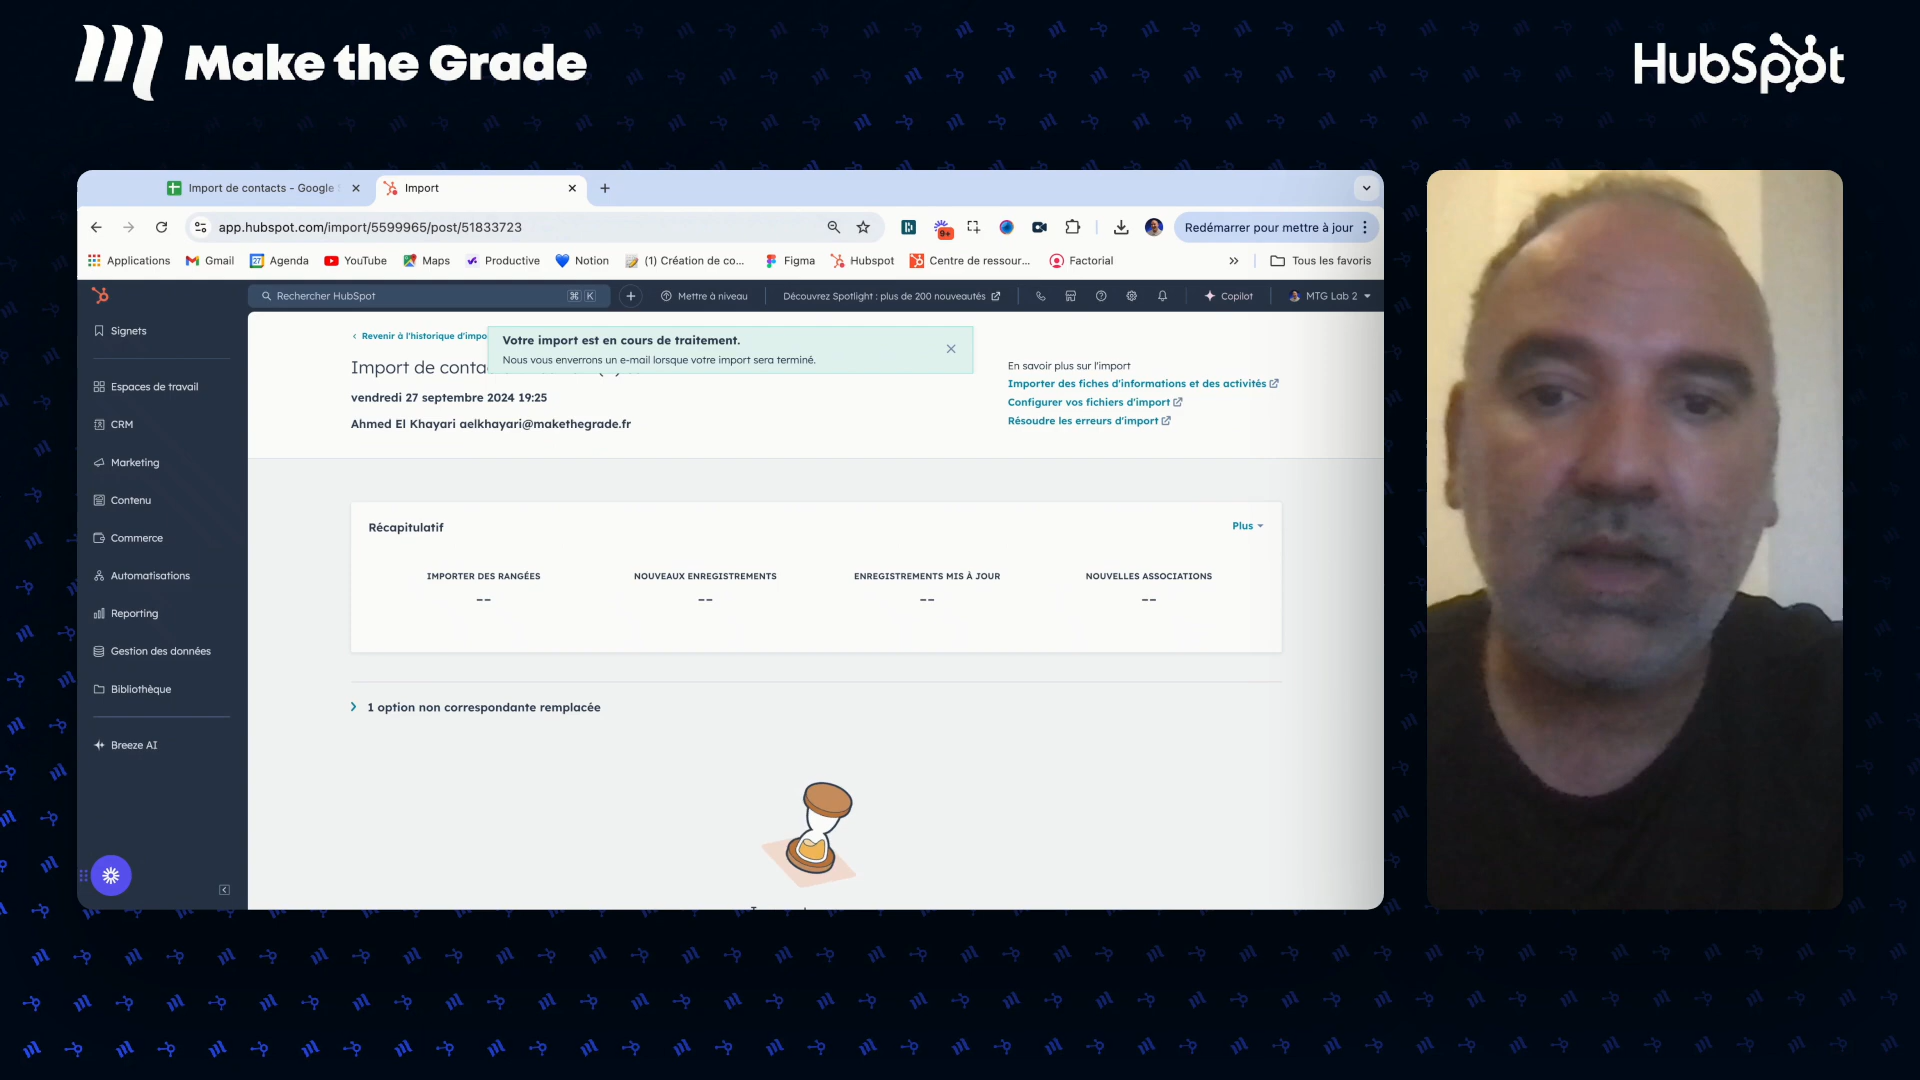 Make the Grade
HubSpot
Import de contacts - Google
Import
app.hubspot.com/import/5599965/post/51833723
9+
Redémarrer pour mettre à jour
Applications
Gmail
27
Agenda
YouTube
Maps
Productive
Notion
(1) Création de co...
Figma
Hubspot
Centre de ressour...
Factorial
Tous les favoris
Rechercher HubSpot
⌘ K
Mettre à niveau
Découvrez Spotlight : plus de 200 nouveautés
Copilot
MTG Lab 2
Signets
Espaces de travail
CRM
Marketing
Contenu
Commerce
Automatisations
Reporting
Gestion des données
Bibliothèque
Breeze AI
Revenir à l'historique d'impo
Votre import est en cours de traitement.
Nous vous enverrons un e-mail lorsque votre import sera terminé.
Import de conta
vendredi 27 septembre 2024 19:25
Ahmed El Khayari aelkhayari@makethegrade.fr
En savoir plus sur l'import
Importer des fiches d'informations et des activités
Configurer vos fichiers d'import
Résoudre les erreurs d'import
Récapitulatif
Plus
IMPORTER DES RANGÉES
NOUVEAUX ENREGISTREMENTS
ENREGISTREMENTS MIS À JOUR
NOUVELLES ASSOCIATIONS
--
--
--
--
1 option non correspondante remplacée